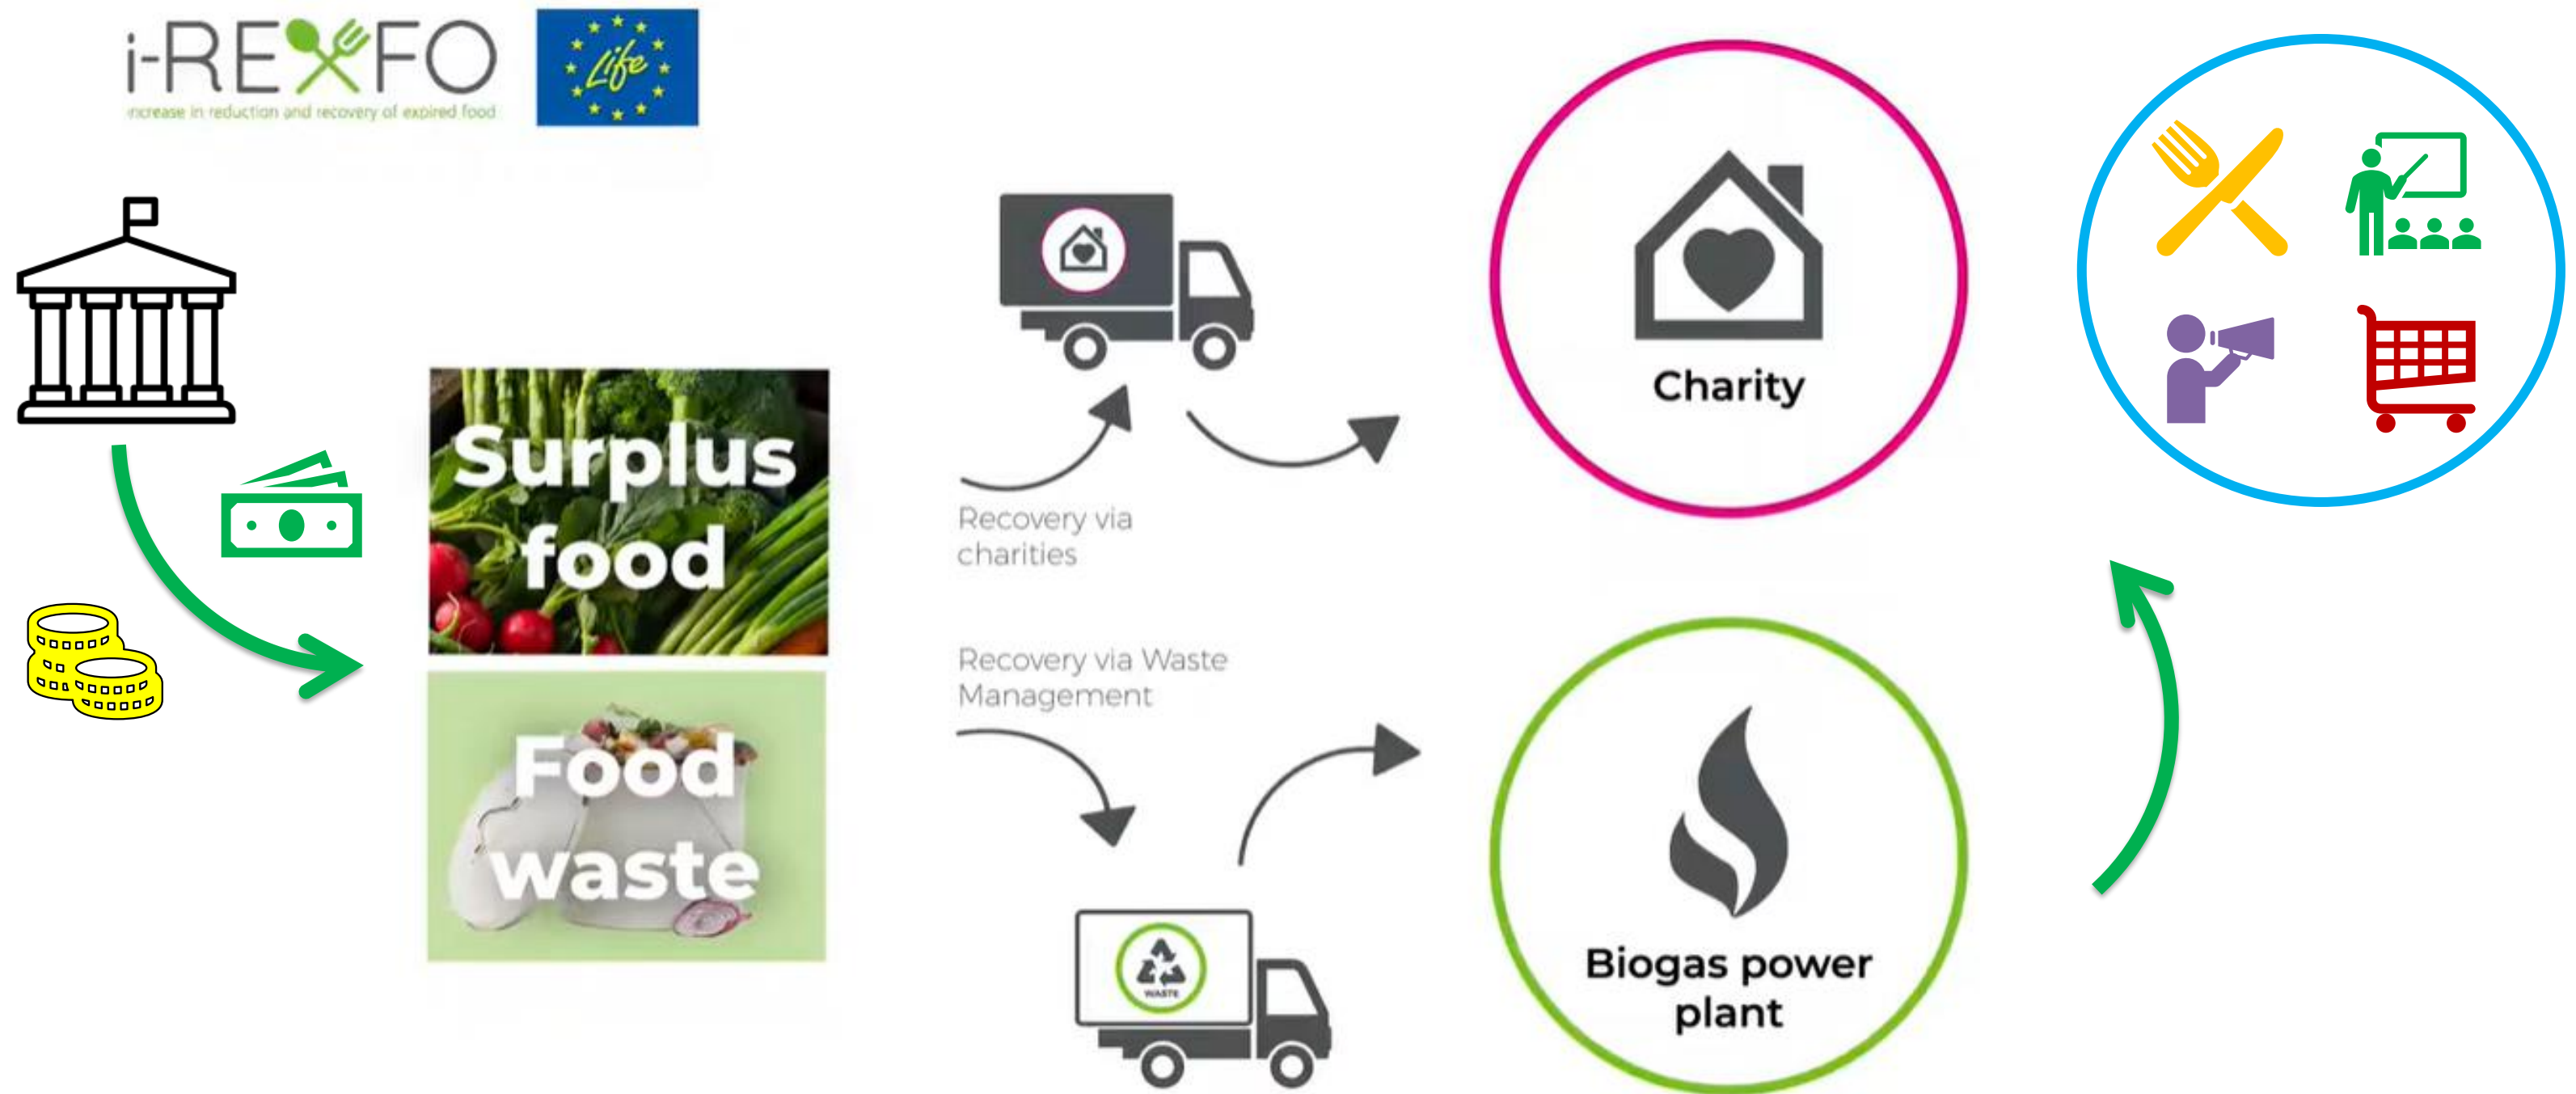 i-REXFO
increase in reduction and recovery of expired food
Life
Surplus
food
Food
waste
Recovery via
charities
Recovery via Waste
Management
WASTE
Charity
Biogas power
plant